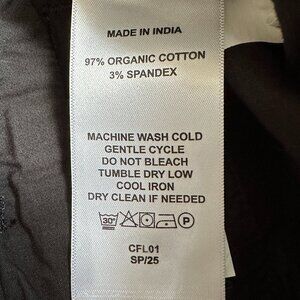 MADE IN INDIA
97% ORGANIC COTTON
3% SPANDEX
MACHINE WASH COLD
GENTLE CYCLE
DO NOT BLEACH
TUMBLE DRY LOW
COOL IRON
DRY CLEAN IF NEEDED
30° P
CFL01
SP/25